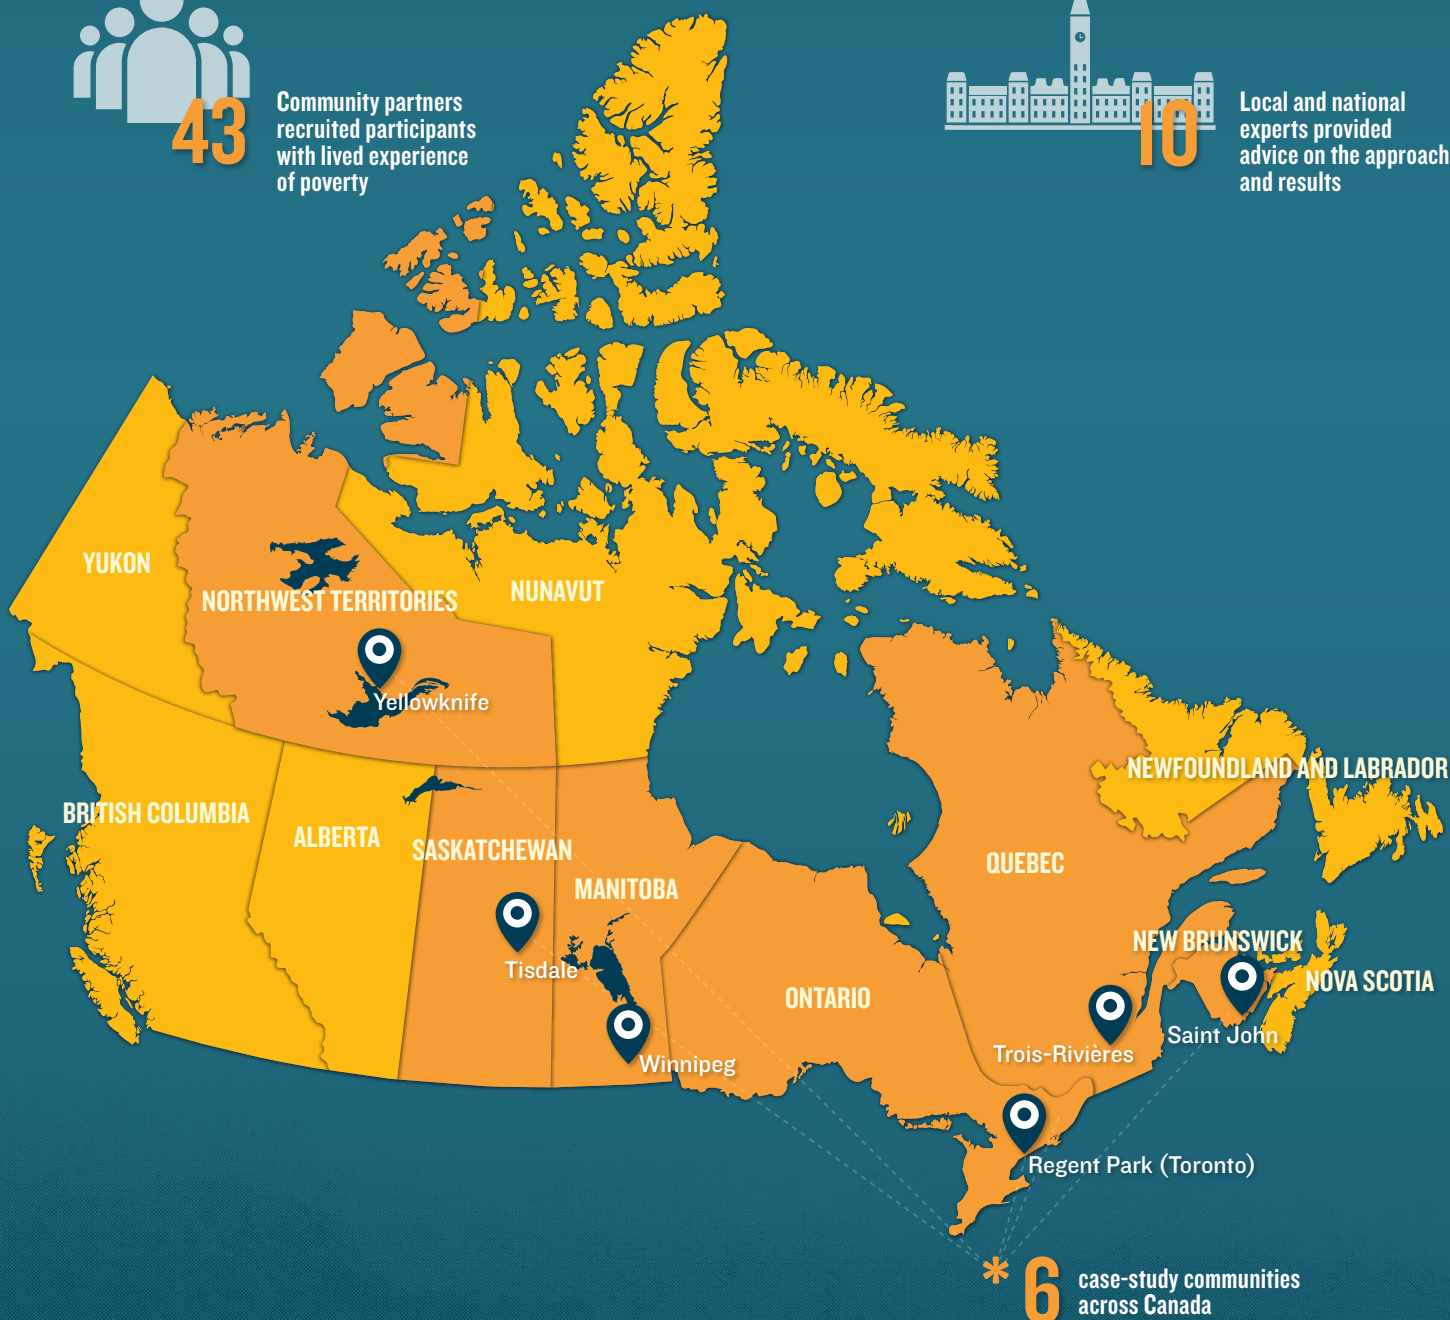 43
Community partners
recruited participants
with lived experience
of poverty
10
Local and national
experts provided
advice on the approach
and results
YUKON
NORTHWEST TERRITORIES
NUNAVUT
Yellowknife
NEWFOUNDLAND AND LABRADOR
BRITISH COLUMBIA
ALBERTA
SASKATCHEWAN
QUEBEC
MANITOBA
NEW BRUNSWICK
Tisdale
NOVA SCOTIA
ONTARIO
Saint John
Trois-Rivières
Winnipeg
Regent Park (Toronto)
* 6
case-study communities
across Canada